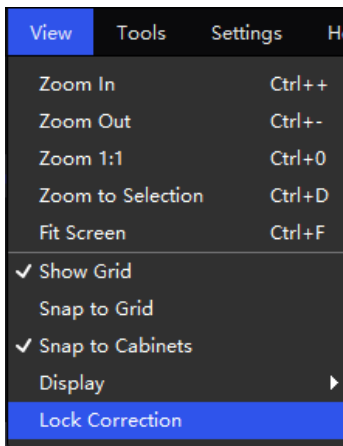 View Tools Settings
Zoom In Ctrl++
Zoom Out Ctrl+-
Zoom 1:1 Ctrl+0
Zoom to Selection Ctrl+D
Fit Screen Ctrl+F
Show Grid
Snap to Grid
Snap to Cabinets
Display
Lock Correction